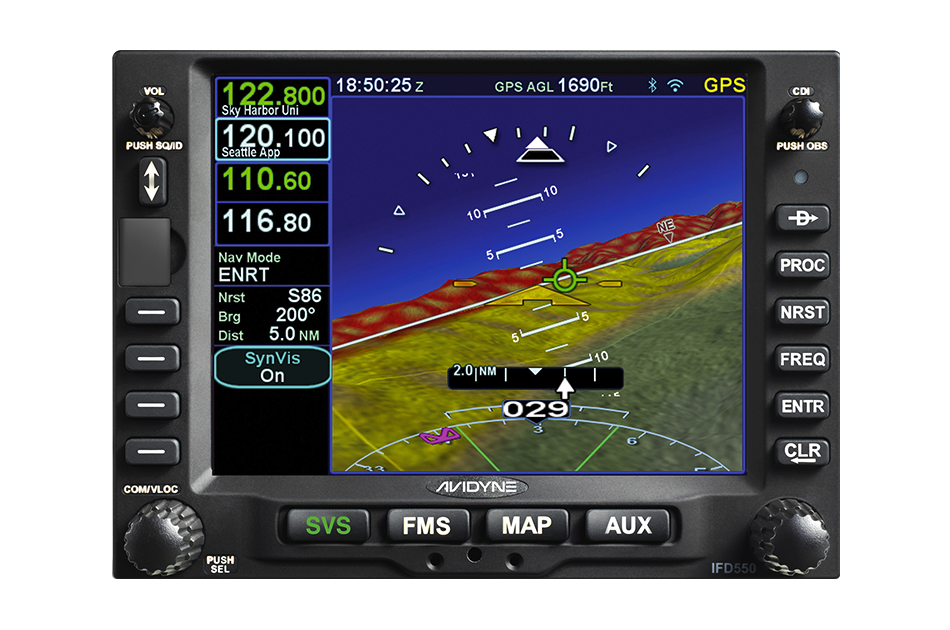 VOL
PUSH SQ/ID
122.800
Sky Harbor Uni
120.100
Seattle App
110.60
116.80
Nav Mode
ENRT
Nrst S86
Brg 200°
Dist 5.0 NM
SynVis
On
18:50:25 Z GPS AGL 1690Ft GPS
10 10
5 5
NE
5 5
10
2.0 NM
029
33 3 6
CDI
PUSH OBS
D
PROC
NRST
FREQ
ENTR
CLR
AVIDYNE
COM/VLOC
PUSH
SEL
SVS FMS MAP AUX
IFD550